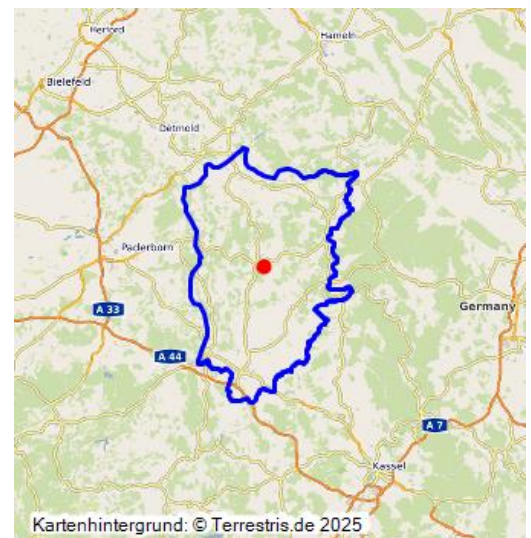 Herford
Hameln
Bielefeld
Detmold
Paderborn
A 33
Germany
A 44
A 7
Kassel
Kartenhintergrund: © Terrestris.de 2025